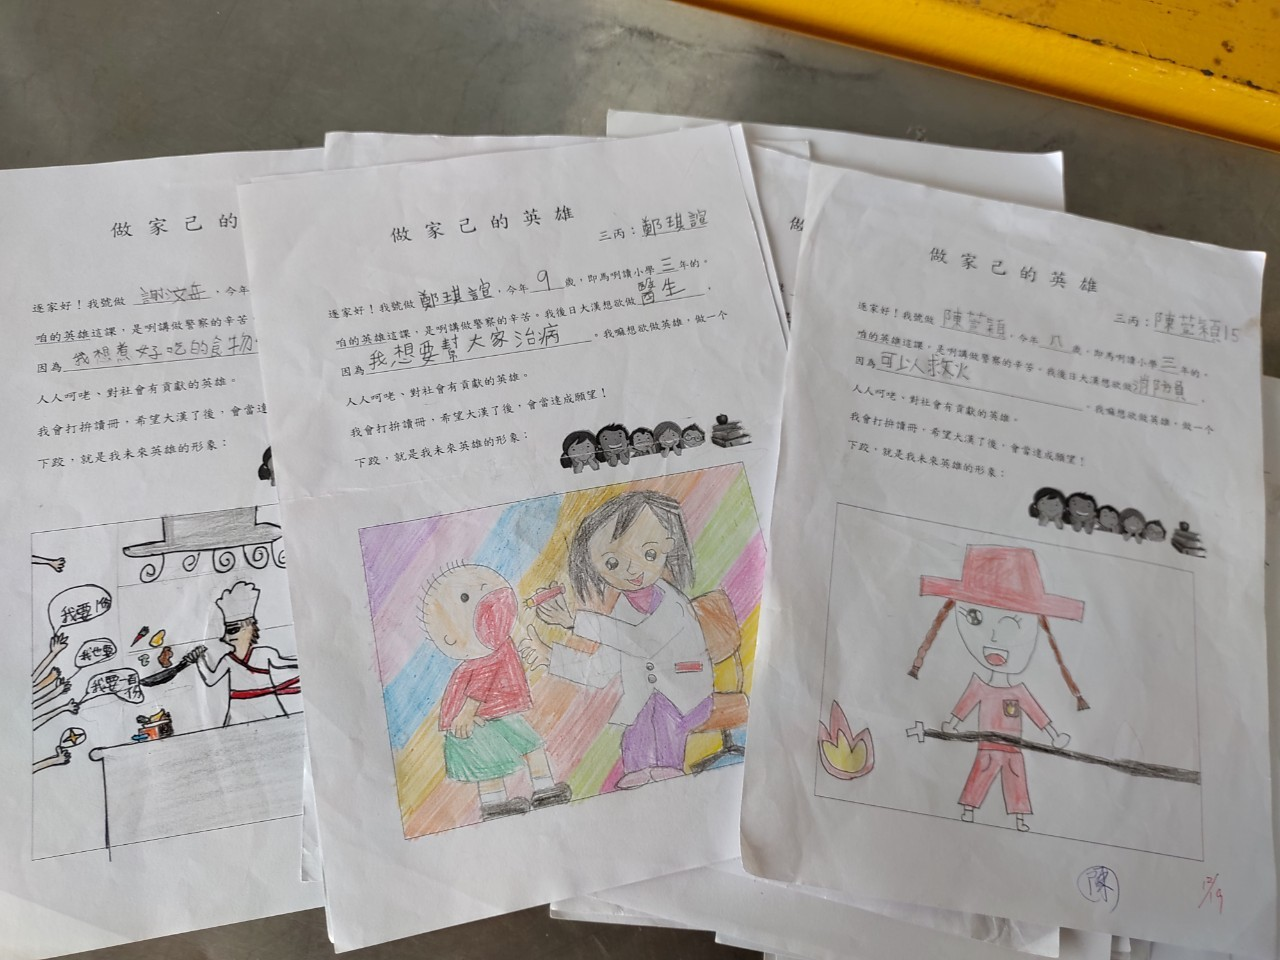 做家己的
逐家好！我號做 謝汶岳，今年
咱的英雄這課，是咧講做警察的辛苦
因為 我想煮好吃的食物
人人呵咾、對社會有貢獻的英雄。
我會打拚讀冊，希望大漢了後，會當達
下跤，就是我未來英雄的形象：
我要1份
我也要
我要一百份
做家己的英雄
三丙：鄭琪諠
逐家好！我號做 鄭琪諠，今年 9 歲，即馬咧讀小學 三 年的。
咱的英雄這課，是咧講做警察的辛苦。我後日大漢想欲做 醫生，
因為 我想要幫大家治病。我嘛想欲做英雄，做一个
人人呵咾、對社會有貢獻的英雄。
我會打拚讀冊，希望大漢了後，會當達成願望！
下跤，就是我未來英雄的形象：
做
做家己的英雄
三丙：陳 穎15
逐家好！我號做 陳 穎，今年 八 歲，即馬咧讀小學 三 年的。
咱的英雄這課，是咧講做警察的辛苦。我後日大漢想欲做 消防員，
因為 可以人救火。我嘛想欲做英雄，做一个
人人呵咾、對社會有貢獻的英雄。
我會打拚讀冊，希望大漢了後，會當達成願望！
下跤，就是我未來英雄的形象：
陳
12/19